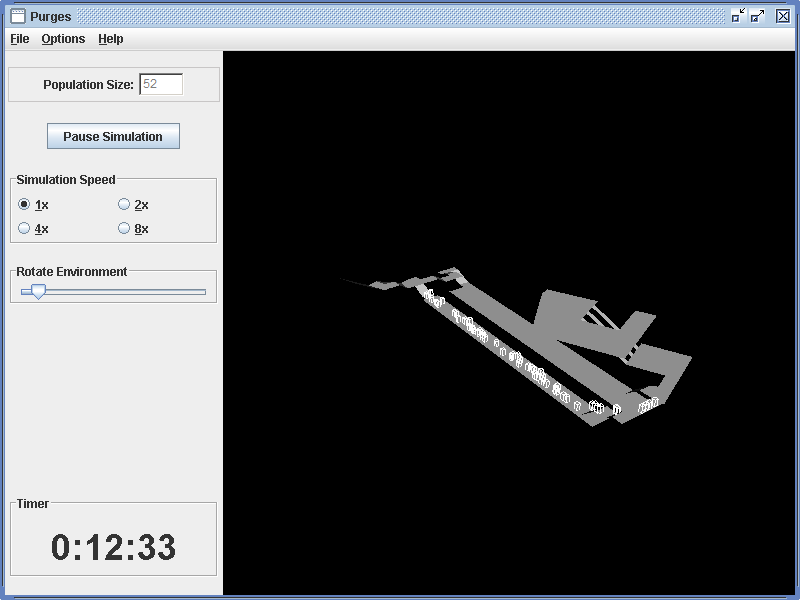 Purges
File Options Help
Population Size: 52
Pause Simulation
Simulation Speed
1x 2x
4x 8x
Rotate Environment
Timer
0:12:33